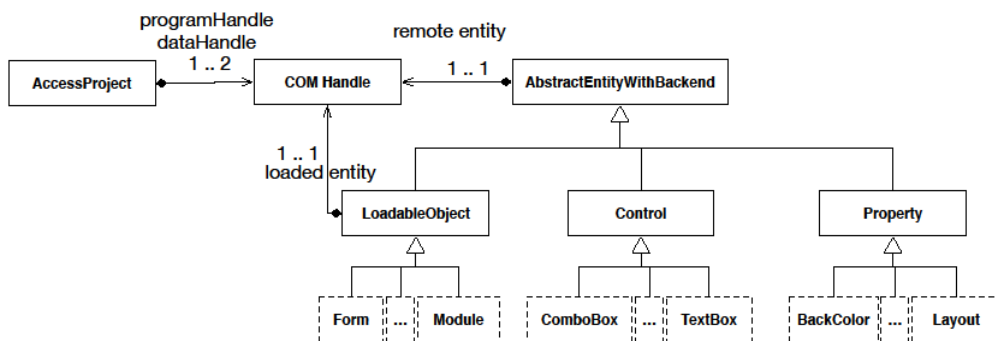 programHandle
dataHandle
1 .. 2
remote entity
1 .. 1
AccessProject
COM Handle
AbstractEntityWithBackend
1 .. 1
loaded entity
LoadableObject
Control
Property
Form
...
Module
ComboBox
...
TextBox
BackColor
...
Layout